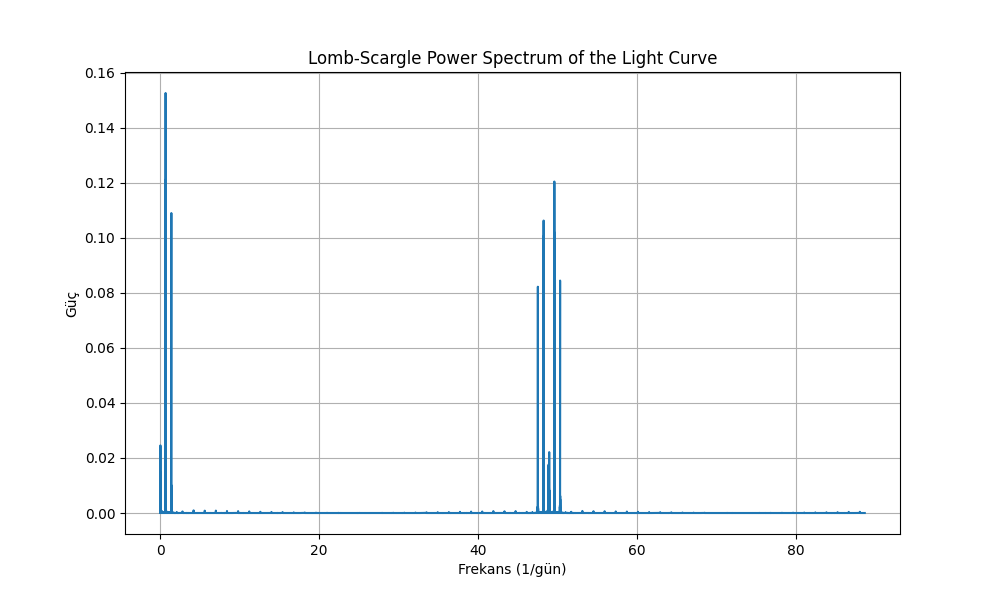 Lomb-Scargle Power Spectrum of the Light Curve
0.16
0.14
0.12
0.10
0.08
0.06
0.04
0.02
0.00
Güç
0 20 40 60 80
Frekans (1/gün)